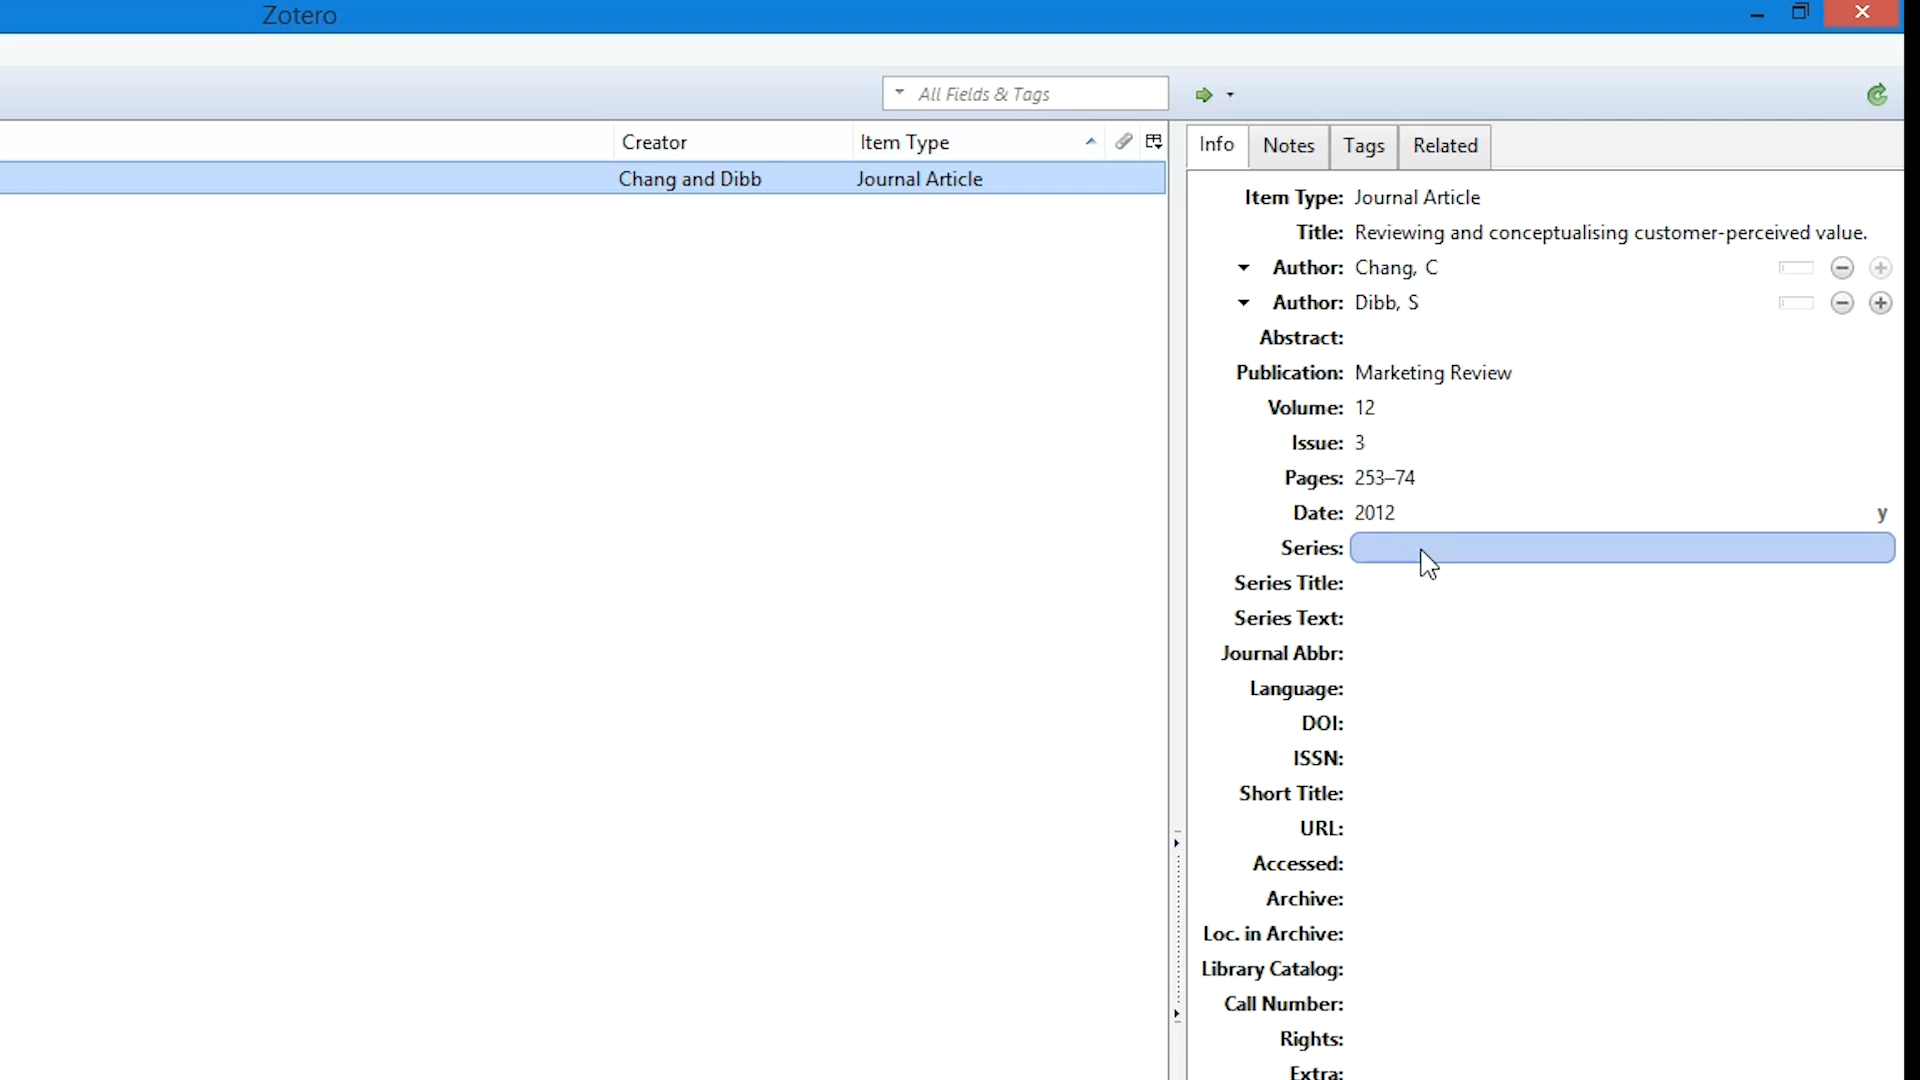 Zotero
All Fields & Tags
Creator Item Type
Chang and Dibb Journal Article
Info Notes Tags Related
Item Type: Journal Article
Title: Reviewing and conceptualising customer-perceived value.
Author: Chang, C
Author: Dibb, S
Abstract:
Publication: Marketing Review
Volume: 12
Issue: 3
Pages: 253–74
Date: 2012 y
Series:
Series Title:
Series Text:
Journal Abbr:
Language:
DOI:
ISSN:
Short Title:
URL:
Accessed:
Archive:
Loc. in Archive:
Library Catalog:
Call Number:
Rights:
Extra: